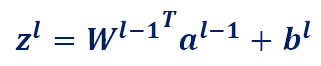 z^l = W^{l-1^T} a^{l-1} + b^l